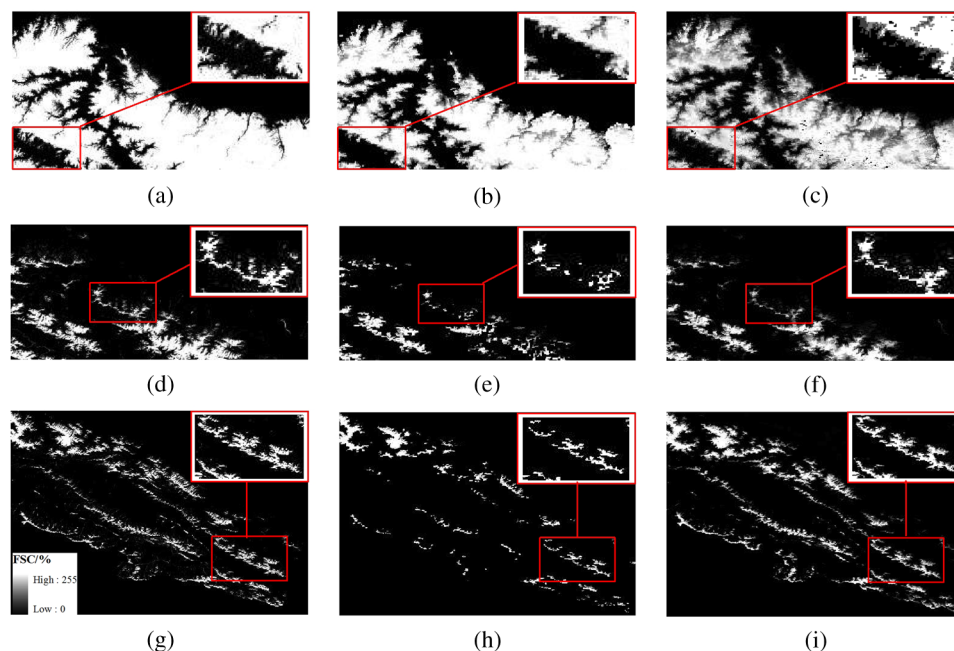 (a)
(b)
(c)
(d)
(e)
(f)
FSC/%
High : 255
Low : 0
(g)
(h)
(i)